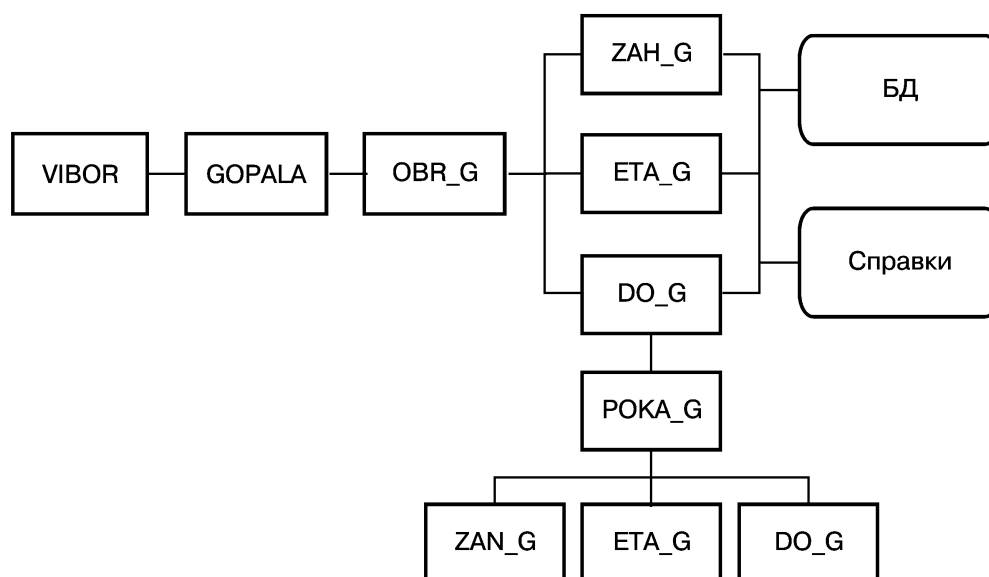 ZAH_G
БД
VIBOR
GOPALA
OBR_G
ETA_G
Справки
DO_G
POKA_G
ZAN_G
ETA_G
DO_G